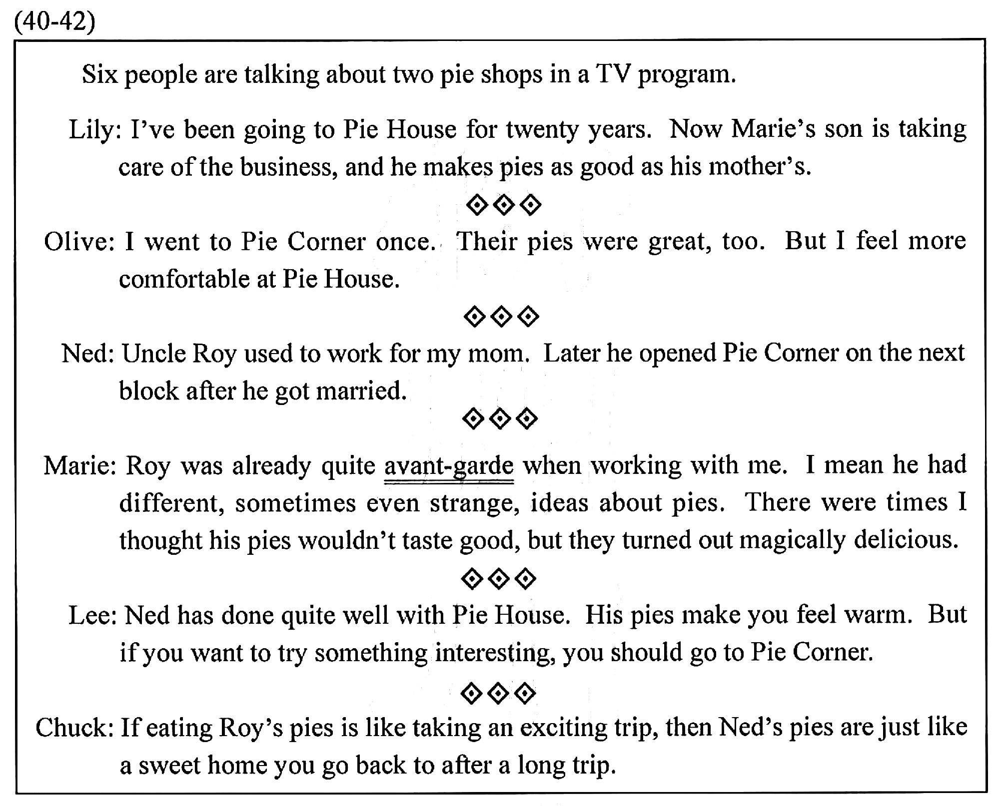 (40-42)
Six people are talking about two pie shops in a TV program.
Lily: I've been going to Pie House for twenty years. Now Marie's son is taking
care of the business, and he makes pies as good as his mother's.
Olive: I went to Pie Corner once. Their pies were great, too. But I feel more
comfortable at Pie House.
Ned: Uncle Roy used to work for my mom. Later he opened Pie Corner on the next
block after he got married.
Marie: Roy was already quite avant-garde when working with me. I mean he had
different, sometimes even strange, ideas about pies. There were times I
thought his pies wouldn't taste good, but they turned out magically delicious.
Lee: Ned has done quite well with Pie House. His pies make you feel warm. But
if you want to try something interesting, you should go to Pie Corner.
Chuck: If eating Roy's pies is like taking an exciting trip, then Ned's pies are just like
a sweet home you go back to after a long trip.